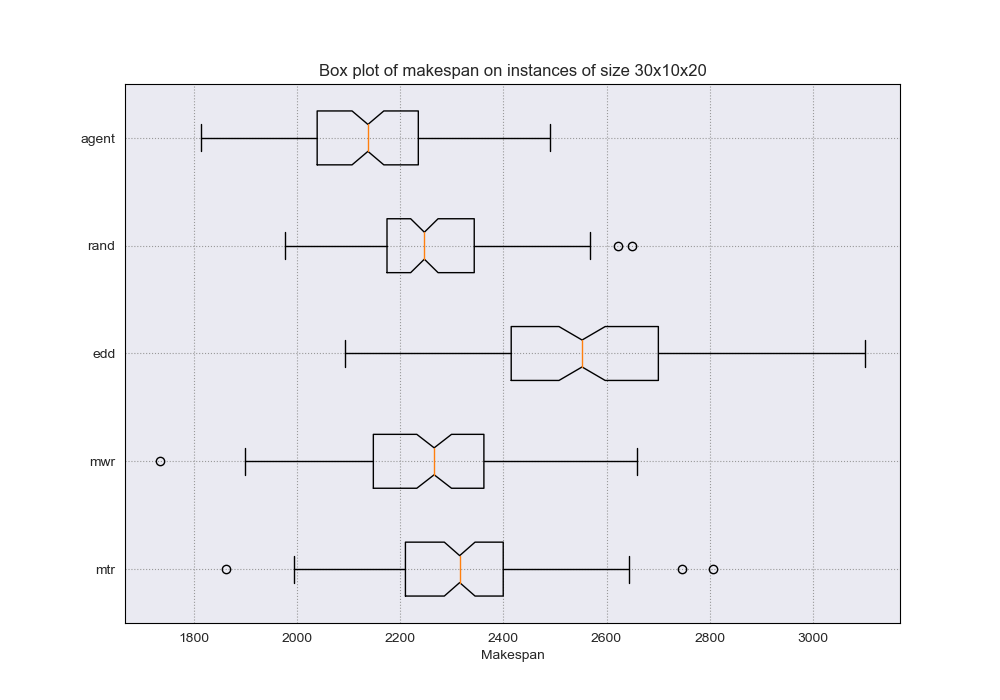 Box plot of makespan on instances of size 30x10x20
agent
rand
edd
mwr
mtr
1800 2000 2200 2400 2600 2800 3000
Makespan